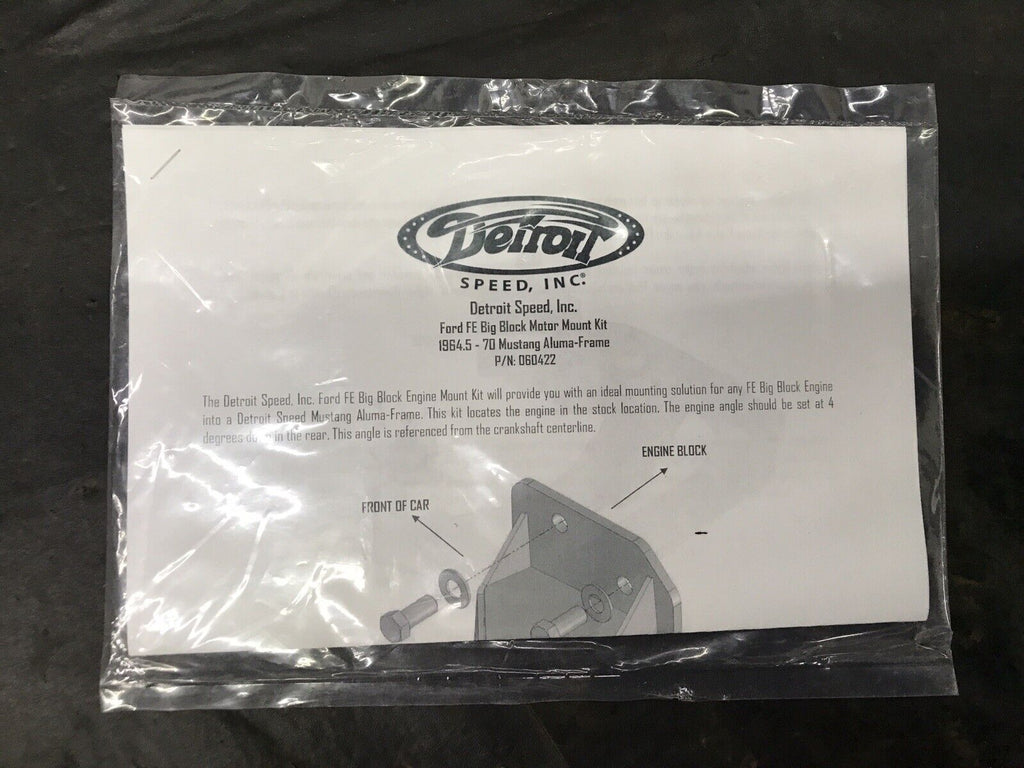 Detroit
SPEED, INC.®
Detroit Speed, Inc.
Ford FE Big Block Motor Mount Kit
1964.5 - 70 Mustang Aluma-Frame
P/N: 060422
The Detroit Speed, Inc. Ford FE Big Block Engine Mount Kit will provide you with an ideal mounting solution for any FE Big Block Engine
into a Detroit Speed Mustang Aluma-Frame. This kit locates the engine in the stock location. The engine angle should be set at 4
degrees down in the rear. This angle is referenced from the crankshaft centerline.
ENGINE BLOCK
FRONT OF CAR